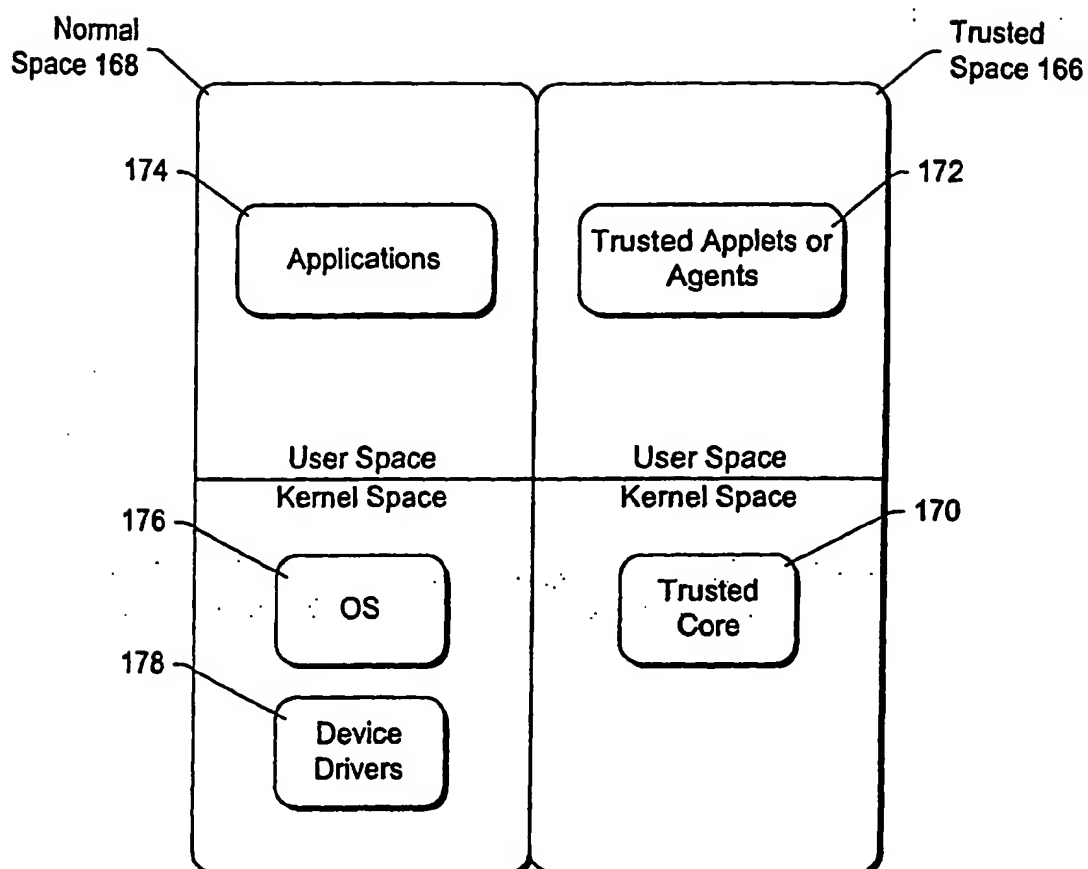 Normal
Space 168
Trusted
Space 166
174
172
Applications
Trusted Applets or
Agents
User Space
User Space
Kernel Space
Kernel Space
176
170
OS
Trusted
Core
178
Device
Drivers